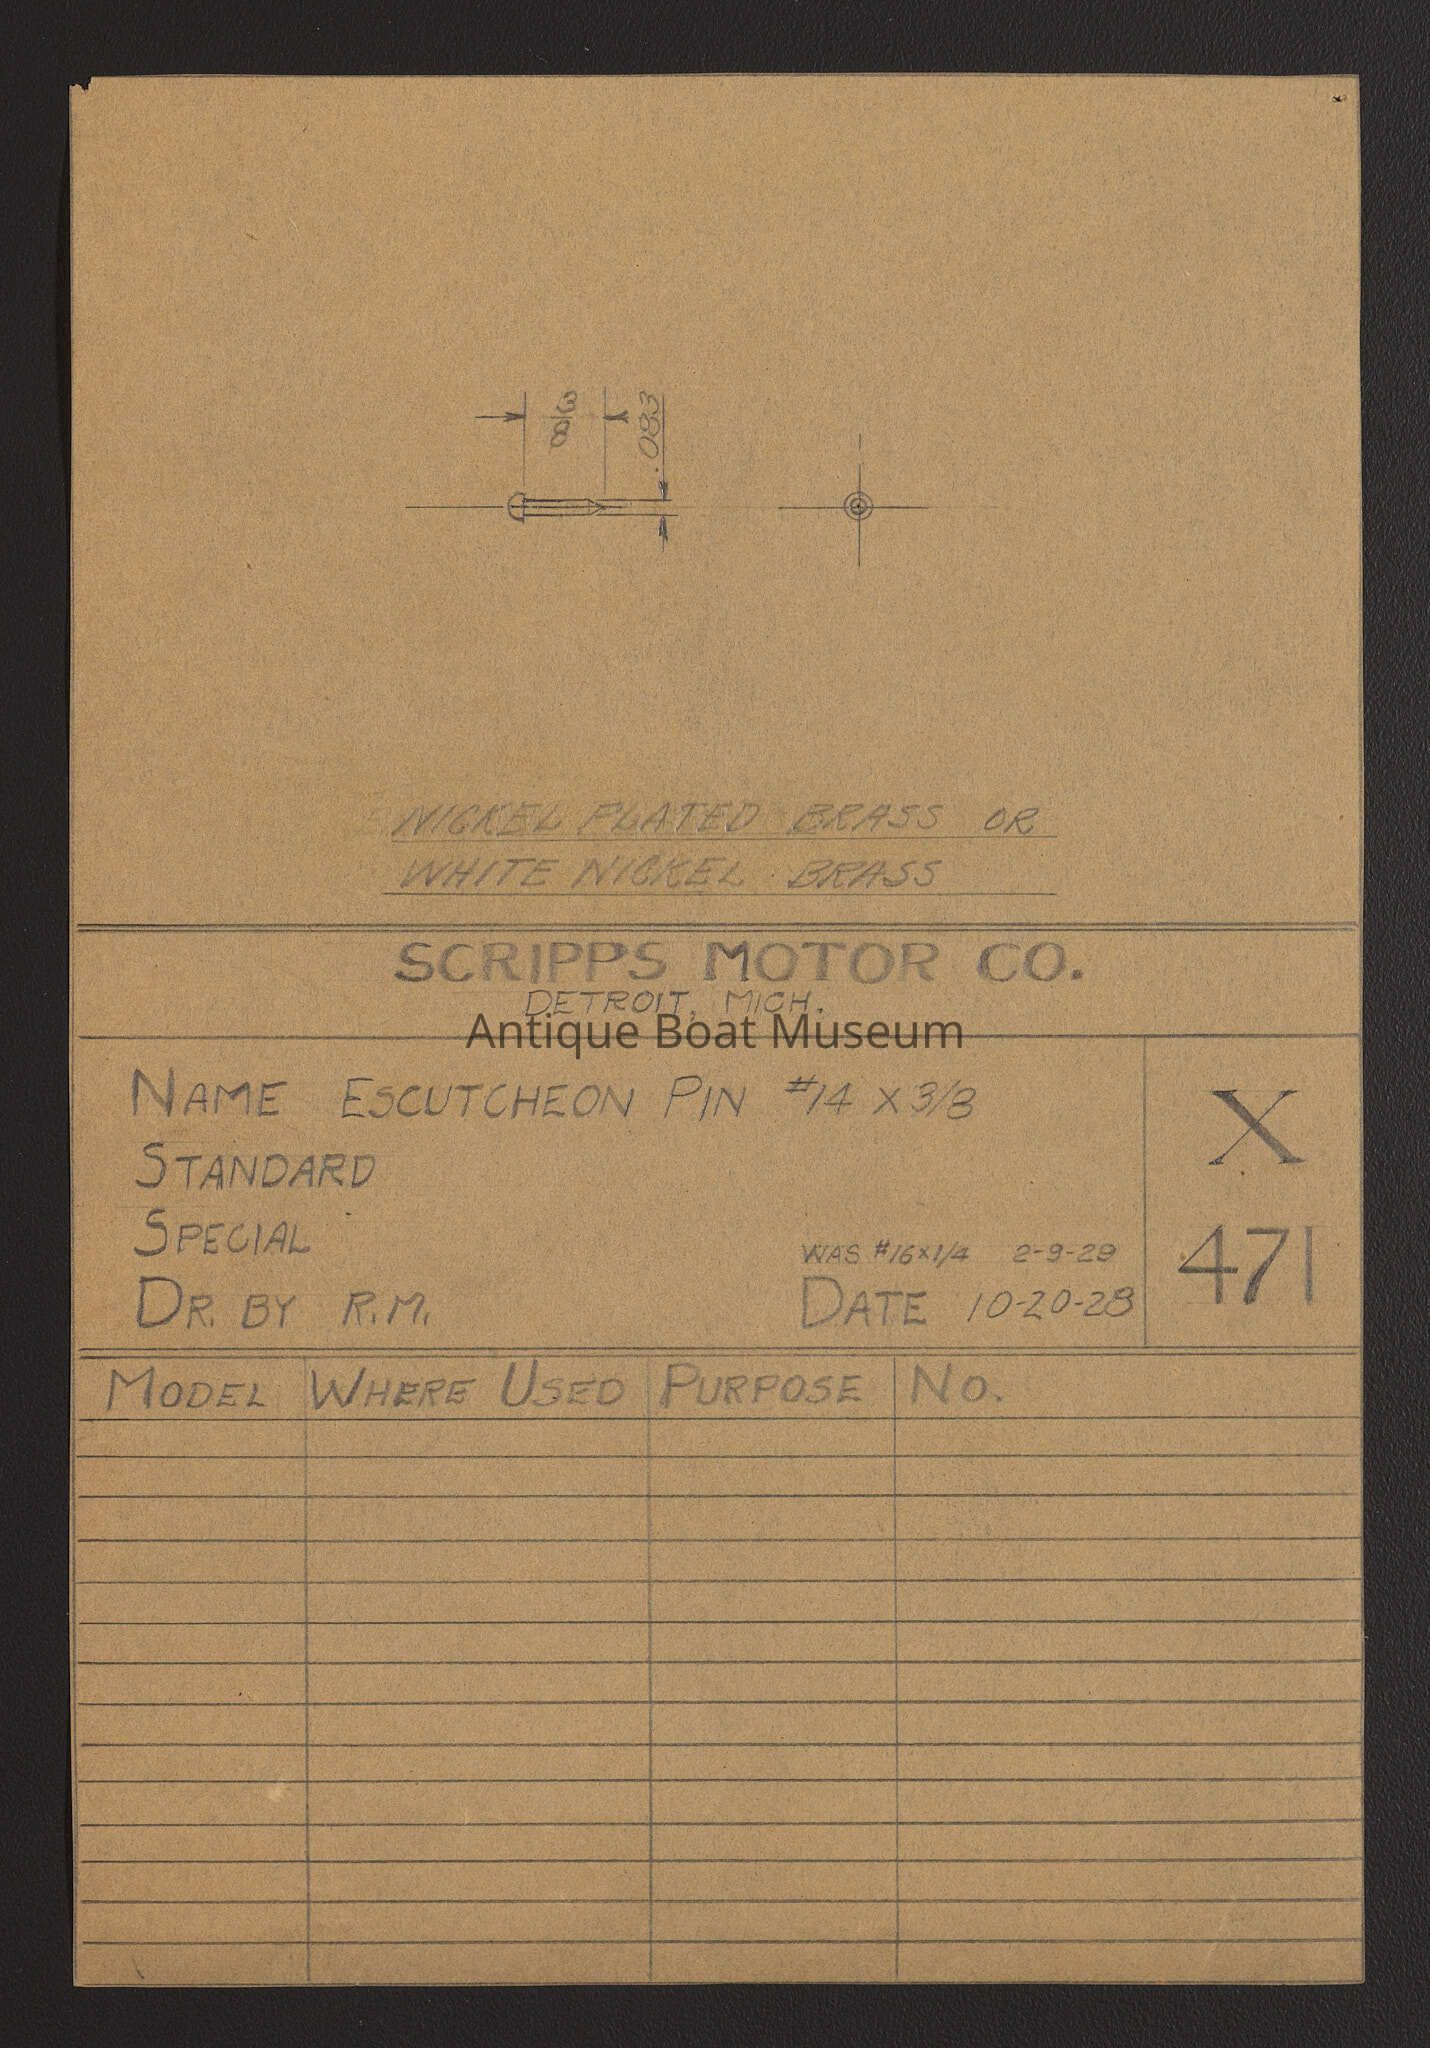 3/8
.083
NICKEL PLATED BRASS OR
WHITE NICKEL BRASS
SCRIPPS MOTOR CO.
DETROIT, MICH.
Antique Boat Museum
NAME ESCUTCHEON PIN #14 X 3/8
X
STANDARD
SPECIAL
WAS #16X1/4 2-9-29
471
DR. BY R.M.
DATE 10-20-28
MODEL WHERE USED PURPOSE NO.